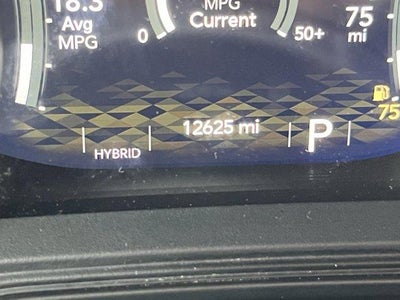 18.3
Avg
MPG
MPG
Current
0
50+
75
mi
75
HYBRID
12625 mi
P